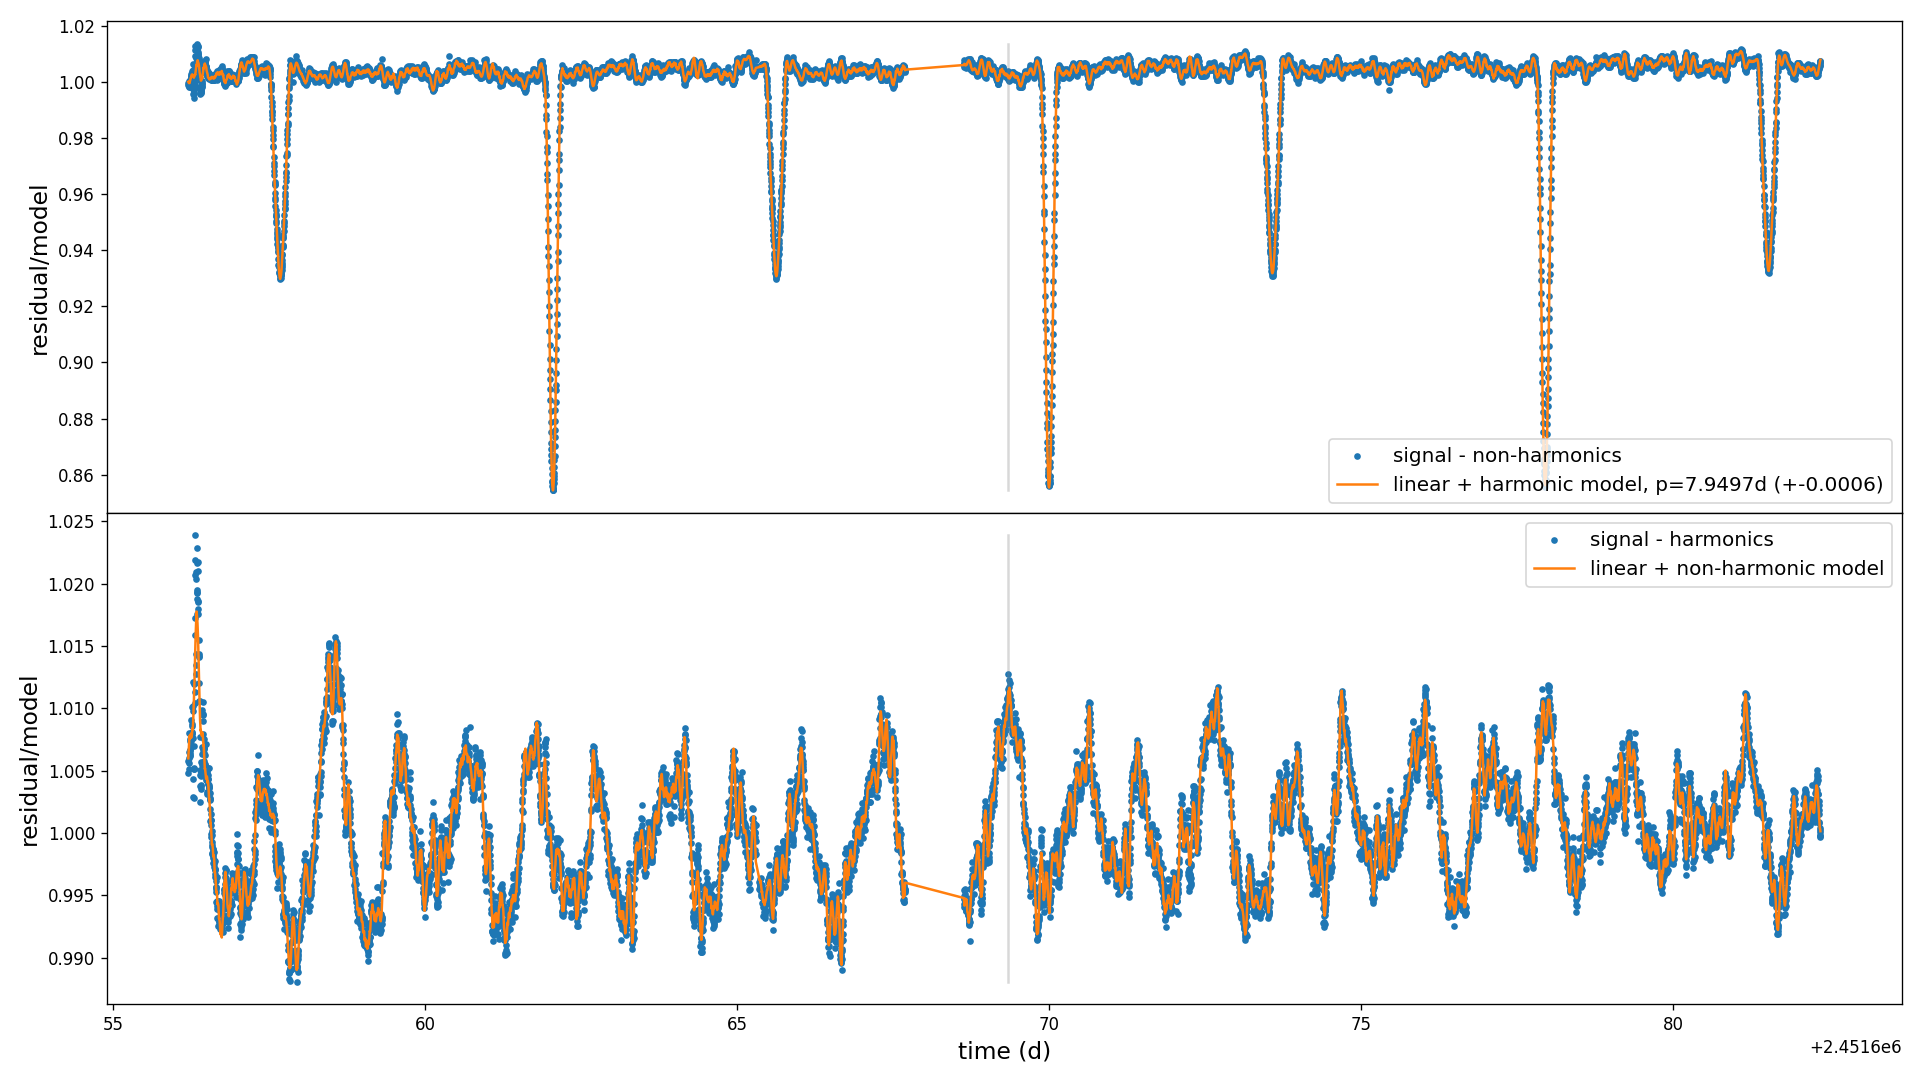 1.02
1.00
0.98
0.96
0.94
0.92
0.90
0.88
0.86
residual/model
signal - non-harmonics
linear + harmonic model, p=7.9497d (+-0.0006)
1.025
1.020
1.015
1.010
1.005
1.000
0.995
0.990
residual/model
signal - harmonics
linear + non-harmonic model
55
60
65
70
75
80
time (d)
+2.4516e6